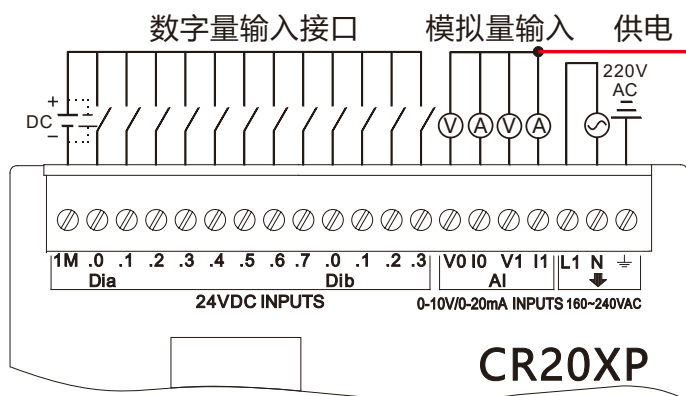 数字量输入接口 模拟量输入 供电
220V
AC
+
DC
−
V A V A
1M .0 .1 .2 .3 .4 .5 .6 .7 .0 .1 .2 .3 V0 I0 V1 I1 L1 N
Dia Dib AI
24VDC INPUTS 0-10V/0-20mA INPUTS 160~240VAC
CR20XP